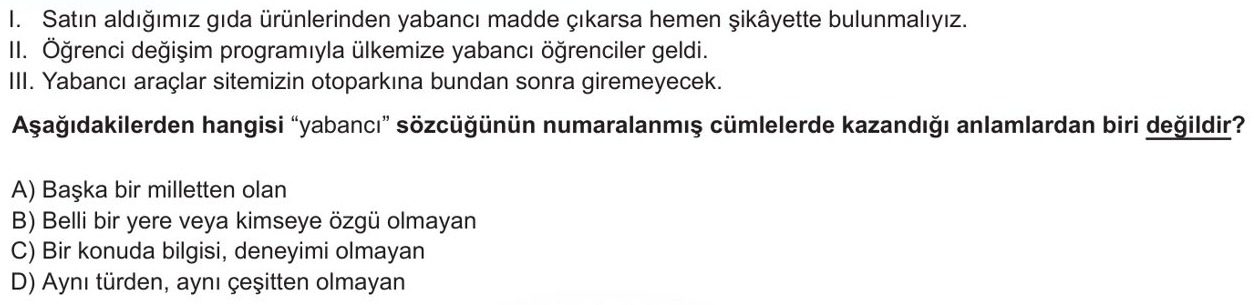 I. Satın aldığımız gıda ürünlerinden yabancı madde çıkarsa hemen şikâyette bulunmalıyız.
II. Öğrenci değişim programıyla ülkemize yabancı öğrenciler geldi.
III. Yabancı araçlar sitemizin otoparkına bundan sonra giremeyecek.
Aşağıdakilerden hangisi “yabancı” sözcüğünün numaralanmış cümlelerde kazandığı anlamlardan biri değildir?
A) Başka bir milletten olan
B) Belli bir yere veya kimseye özgü olmayan
C) Bir konuda bilgisi, deneyimi olmayan
D) Aynı türden, aynı çeşitten olmayan